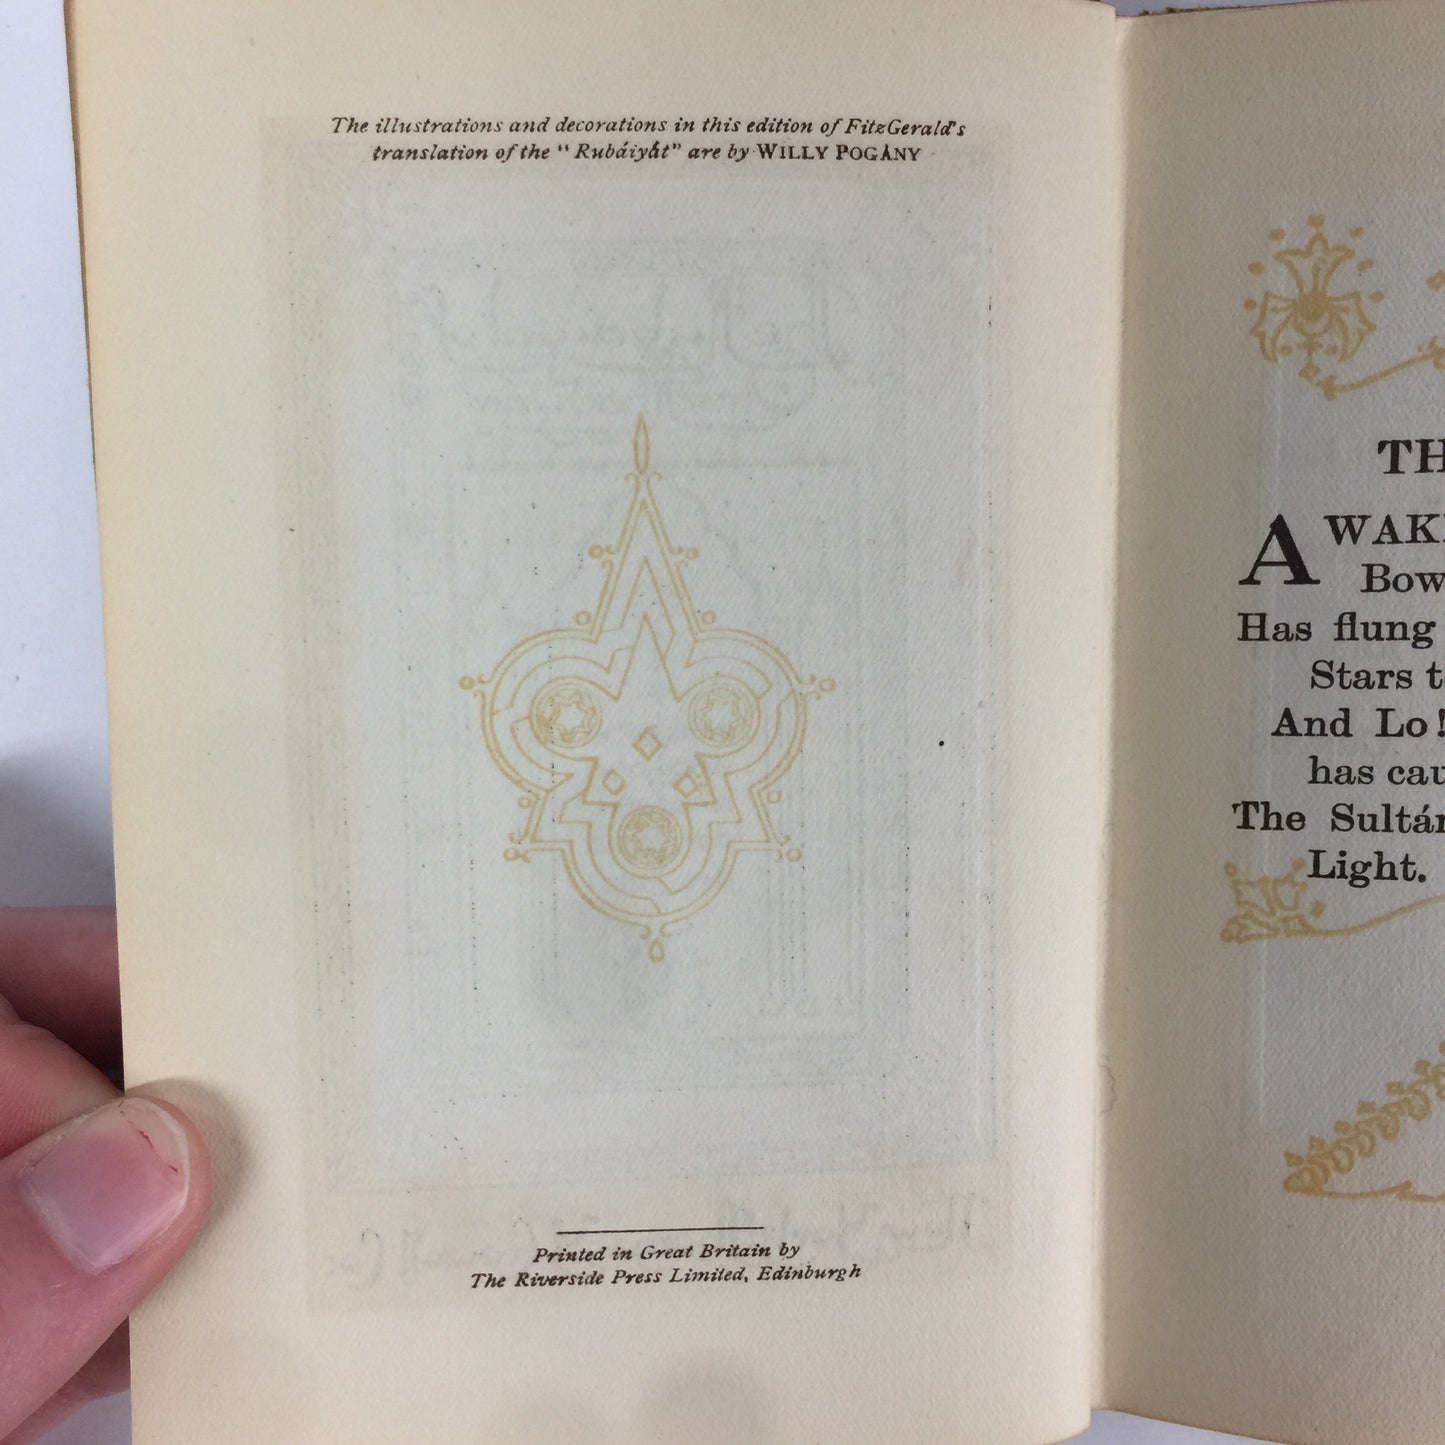 The illustrations and decorations in this edition of FitzGerald's
translation of the "Rubáiyát" are by WILLY POGÁNY
Printed in Great Britain by
The Riverside Press Limited, Edinburgh
TH
AWAK
Bow
Has flung
Stars t
And Lo!
has cau
The Sultá
Light.